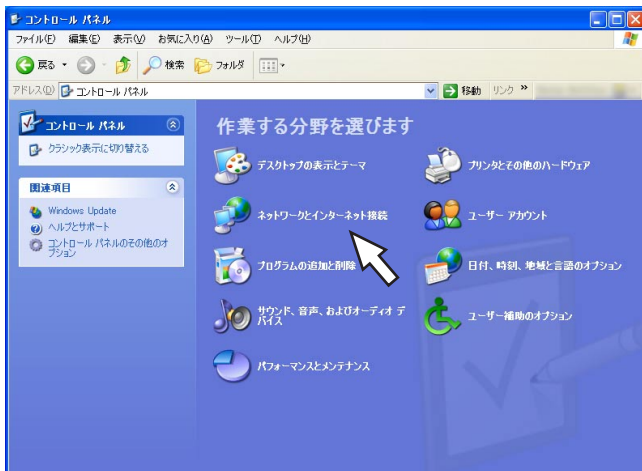 コントロール パネル
ファイル(F) 編集(E) 表示(V) お気に入り(A) ツール(T) ヘルプ(H)
戻る 検索 フォルダ
アドレス(D) コントロール パネル 移動 リンク »
コントロール パネル
クラシック表示に切り替える
関連項目
Windows Update
ヘルプとサポート
コントロール パネルのその他のオ
プション
作業する分野を選びます
デスクトップの表示とテーマ
プリンタとその他のハードウェア
ネットワークとインターネット接続
ユーザー アカウント
プログラムの追加と削除
日付、時刻、地域と言語のオプション
サウンド、音声、およびオーディオ デ
バイス
ユーザー補助のオプション
パフォーマンスとメンテナンス